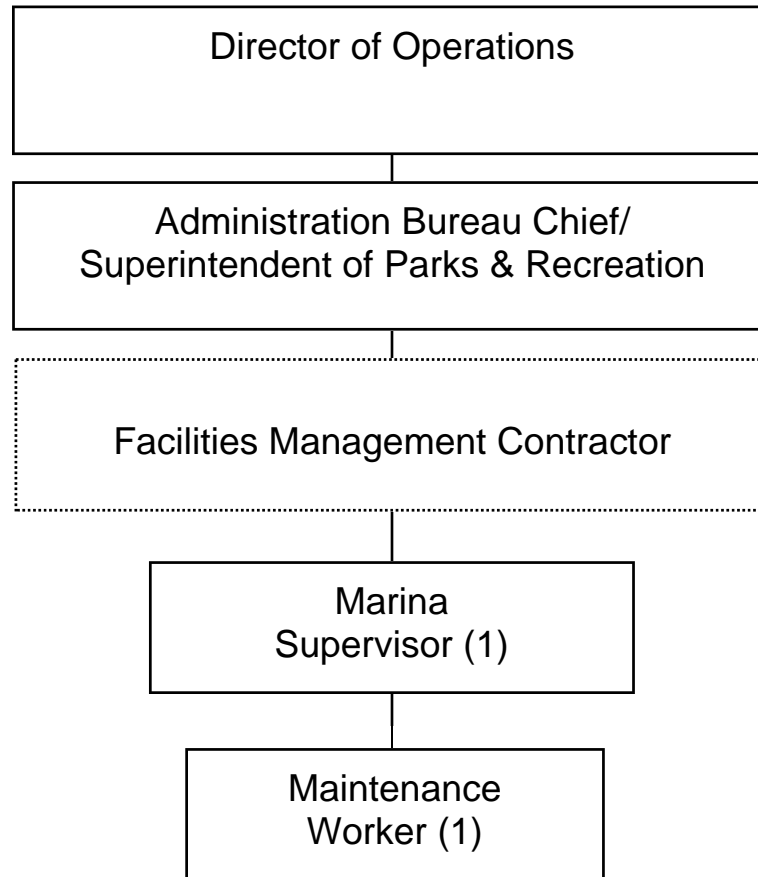 Director of Operations
Administration Bureau Chief/
Superintendent of Parks & Recreation
Facilities Management Contractor
Marina
Supervisor (1)
Maintenance
Worker (1)